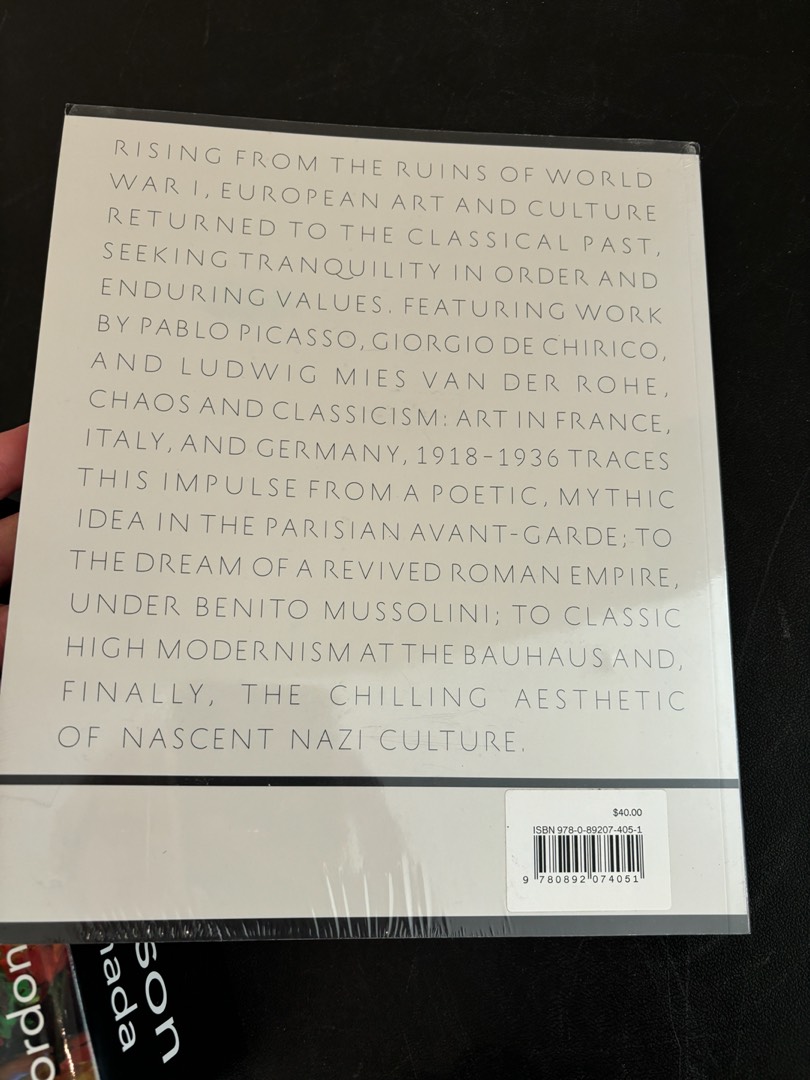 RISING FROM THE RUINS OF WORLD
WAR I, EUROPEAN ART AND CULTURE
RETURNED TO THE CLASSICAL PAST,
SEEKING TRANQUILITY IN ORDER AND
ENDURING VALUES. FEATURING WORK
BY PABLO PICASSO, GIORGIO DE CHIRICO,
AND LUDWIG MIES VAN DER ROHE,
CHAOS AND CLASSICISM: ART IN FRANCE,
ITALY, AND GERMANY, 1918-1936 TRACES
THIS IMPULSE FROM A POETIC, MYTHIC
IDEA IN THE PARISIAN AVANT-GARDE; TO
THE DREAM OF A REVIVED ROMAN EMPIRE,
UNDER BENITO MUSSOLINI; TO CLASSIC
HIGH MODERNISM AT THE BAUHAUS AND,
FINALLY, THE CHILLING AESTHETIC
OF NASCENT NAZI CULTURE.
$40.00
ISBN 978-0-89207-405-1
9 780892 074051
son
nada
ordon